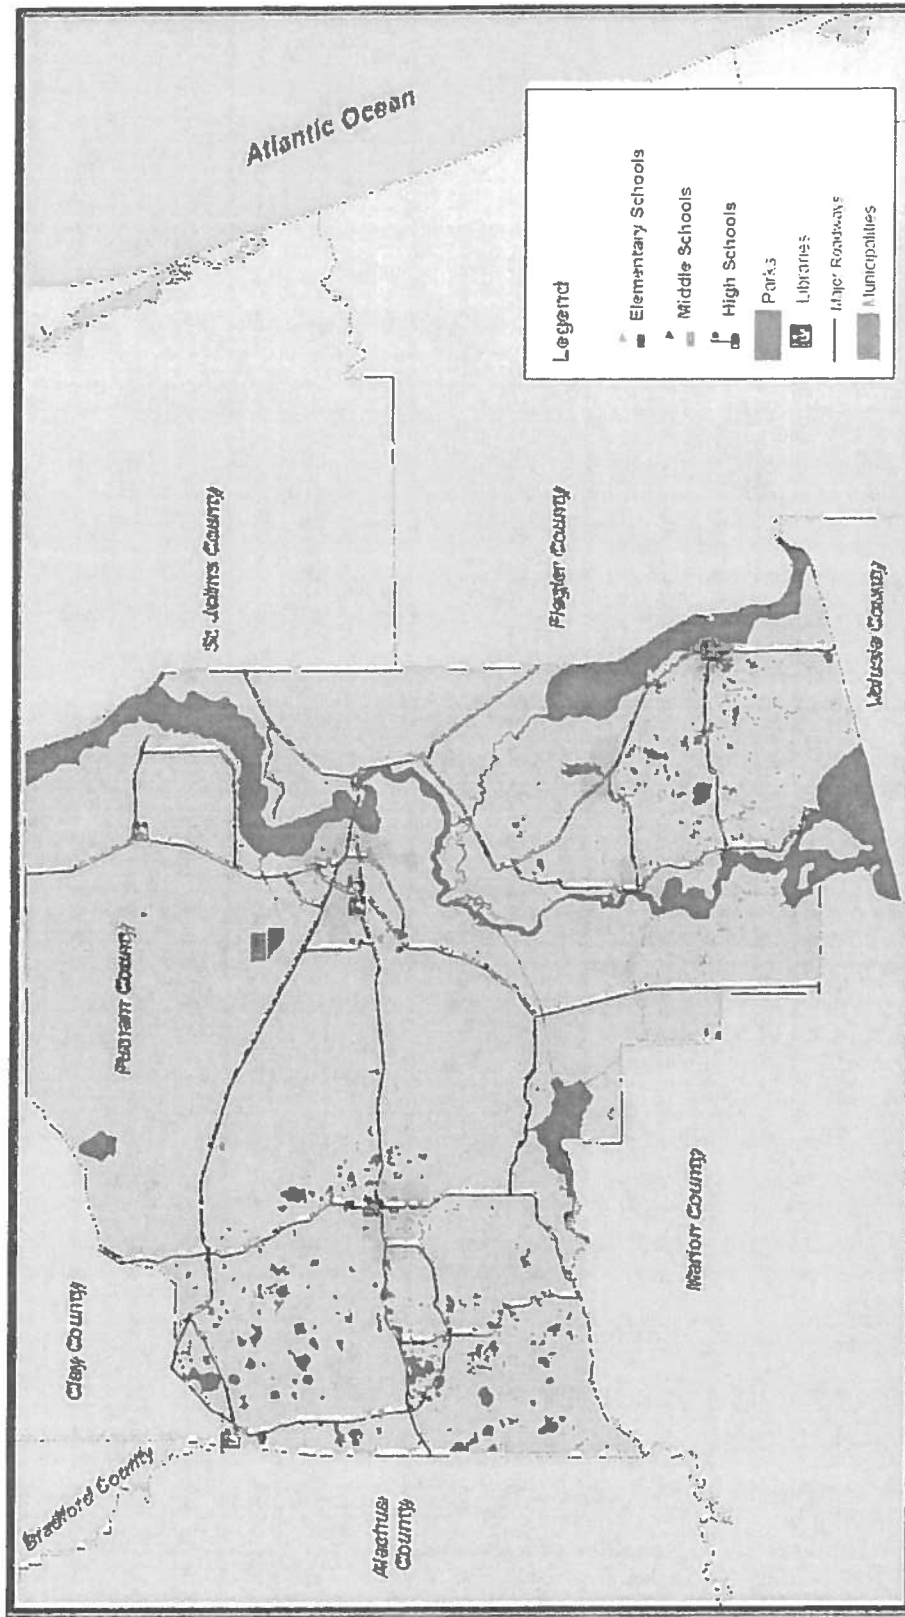 Atlantic Ocean
St. Johns County
Flagler County
Volusia County
Putnam County
Clay County
Bradford County
Alachua
County
Marion County
Legend
Elementary Schools
Middle Schools
High Schools
Parks
Libraries
Major Roadways
Municipalities